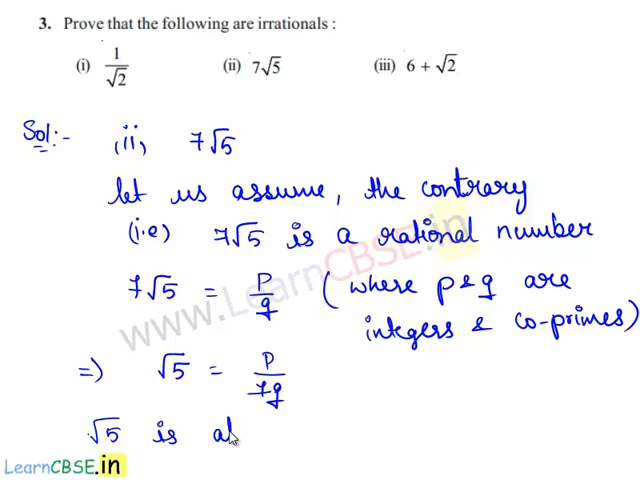 3. Prove that the following are irrationals :
(i) 1/√2 (ii) 7√5 (iii) 6 + √2
Sol:- (ii) 7√5
let us assume, the contrary
(i.e) 7√5 is a rational number
7√5 = p/q (where p & q are
integers & co-primes)
=> √5 = p/7q
√5 is al
www.LearnCBSE.in
LearnCBSE.in